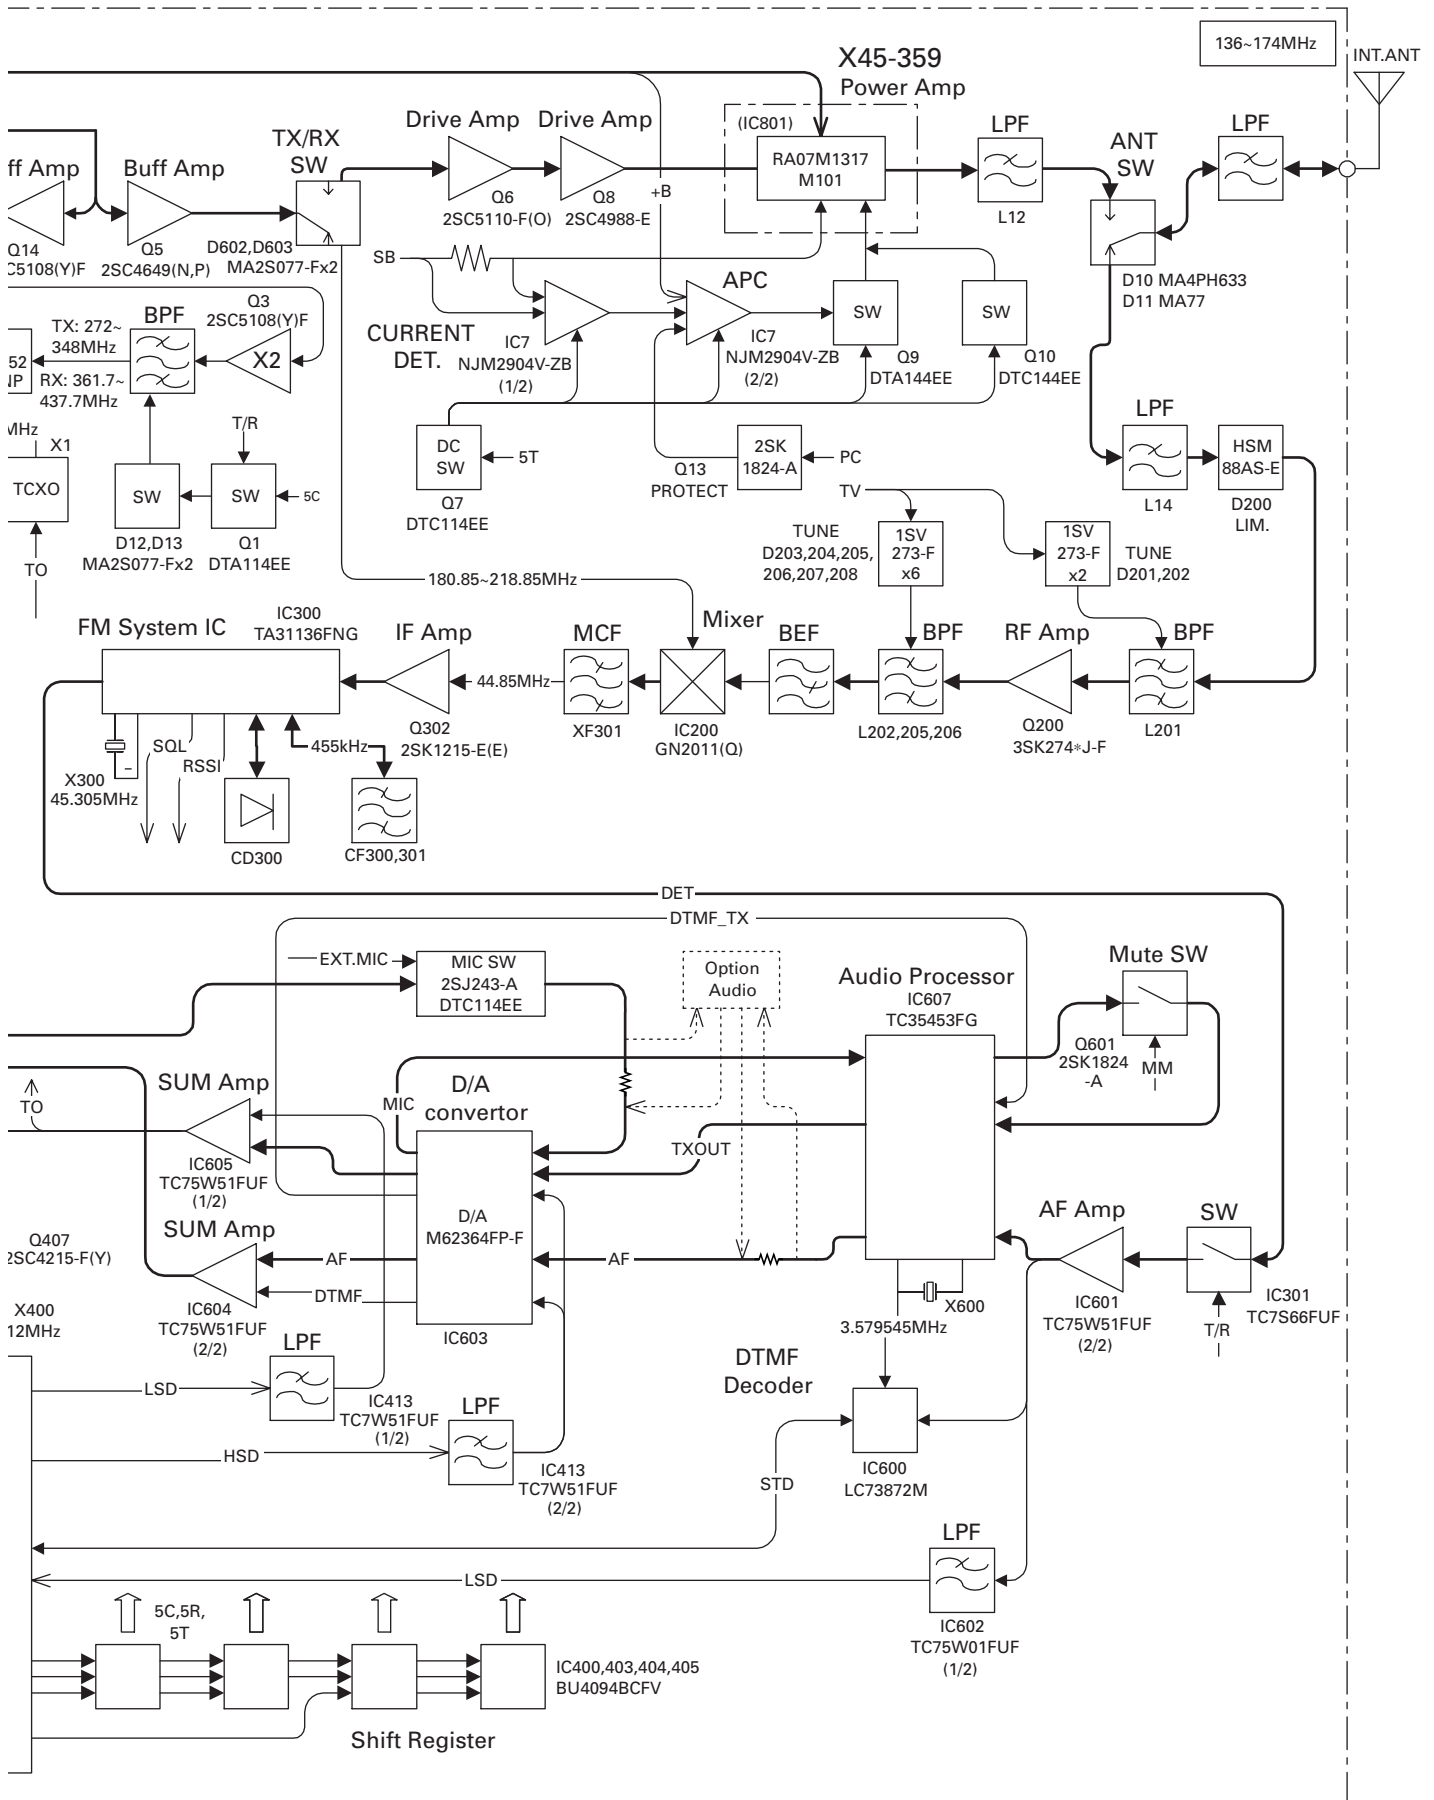 136~174MHz
INT.ANT
X45-359
Power Amp
(IC801)
RA07M1317
M101
Drive Amp
Drive Amp
TX/RX
SW
ff Amp
Buff Amp
LPF
ANT
SW
LPF
Q6
2SC5110-F(O)
Q8
2SC4988-E
+B
L12
Q14
C5108(Y)F
Q5
2SC4649(N,P)
D602,D603
MA2S077-Fx2
SB
D10 MA4PH633
D11 MA77
APC
CURRENT
DET.
IC7
NJM2904V-ZB
(1/2)
IC7
NJM2904V-ZB
(2/2)
SW
SW
Q9
DTA144EE
Q10
DTC144EE
Q3
2SC5108(Y)F
BPF
TX: 272~
348MHz
RX: 361.7~
437.7MHz
52
NP
X2
T/R
MHz
X1
TCXO
SW
SW
5C
D12,D13
MA2S077-Fx2
Q1
DTA114EE
TO
DC
SW
5T
Q7
DTC114EE
2SK
1824-A
PC
Q13
PROTECT
TV
LPF
HSM
88AS-E
L14
D200
LIM.
TUNE
D203,204,205,
206,207,208
1SV
273-F
x6
1SV
273-F
x2
TUNE
D201,202
180.85~218.85MHz
FM System IC
IC300
TA31136FNG
IF Amp
MCF
Mixer
BEF
BPF
RF Amp
BPF
44.85MHz
Q302
2SK1215-E(E)
XF301
IC200
GN2011(Q)
L202,205,206
Q200
3SK274*J-F
L201
SQL
RSSI
455kHz
X300
45.305MHz
CD300
CF300,301
DET
DTMF_TX
EXT.MIC
MIC SW
2SJ243-A
DTC114EE
Option
Audio
Audio Processor
IC607
TC35453FG
Mute SW
Q601
2SK1824
-A
MM
TO
SUM Amp
MIC
D/A
convertor
TXOUT
IC605
TC75W51FUF
(1/2)
SUM Amp
D/A
M62364FP-F
AF
AF
DTMF
IC603
AF Amp
SW
Q407
2SC4215-F(Y)
IC604
TC75W51FUF
(2/2)
X600
3.579545MHz
IC601
TC75W51FUF
(2/2)
T/R
IC301
TC7S66FUF
X400
12MHz
LPF
LSD
IC413
TC7W51FUF
(1/2)
LPF
HSD
IC413
TC7W51FUF
(2/2)
DTMF
Decoder
IC600
LC73872M
STD
LPF
LSD
IC602
TC75W01FUF
(1/2)
5C,5R,
5T
IC400,403,404,405
BU4094BCFV
Shift Register